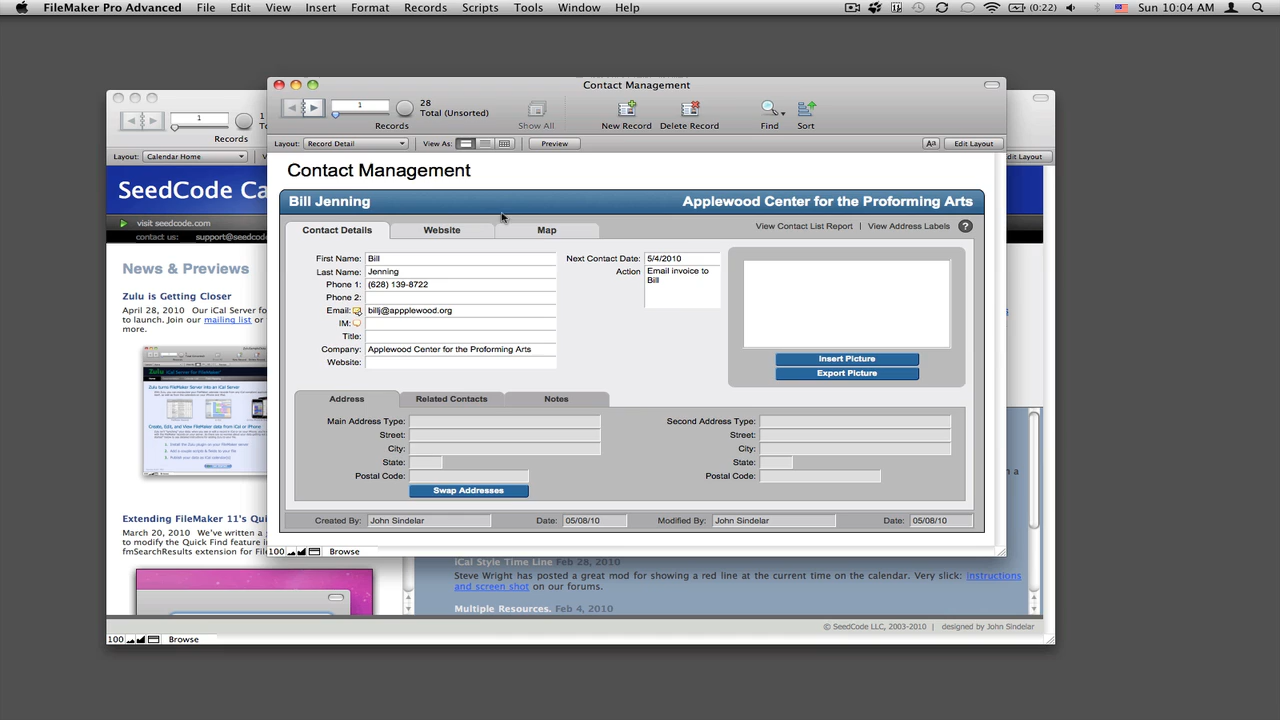 FileMaker Pro Advanced File Edit View Insert Format Records Scripts Tools Window Help (0:22) Sun 10:04 AM
Contact Management
1
28
Total (Unsorted)
Records
Show All
New Record
Delete Record
Find
Sort
Layout: Record Detail View As: Preview Aa Edit Layout
Contact Management
Bill Jenning Applewood Center for the Proforming Arts
Contact Details Website Map View Contact List Report | View Address Labels ?
First Name: Bill
Last Name: Jenning
Phone 1: (628) 139-8722
Phone 2:
Email: billj@appplewood.org
IM:
Title:
Company: Applewood Center for the Proforming Arts
Website:
Next Contact Date: 5/4/2010
Action Email invoice to
Bill
Insert Picture
Export Picture
Address Related Contacts Notes
Main Address Type:
Street:
City:
State:
Postal Code:
Swap Addresses
Second Address Type:
Street:
City:
State:
Postal Code:
Created By: John Sindelar Date: 05/08/10 Modified By: John Sindelar Date: 05/08/10
100 Browse
1
1
T
Records
Layout: Calendar Home V
dit Layout
SeedCode Ca
visit seedcode.com
contact us: support@seedcode
News & Previews
Zulu is Getting Closer
April 28, 2010 Our iCal Server fo
to launch. Join our mailing list or
more.
Zulu
Extending FileMaker 11's Qui
March 20, 2010 We've written a
to modify the Quick Find feature i
fmSearchResults extension for Fil
n a
iCal Style Time Line Feb 28, 2010
Steve Wright has posted a great mod for showing a red line at the current time on the calendar. Very slick: instructions
and screen shot on our forums.
Multiple Resources. Feb 4, 2010
© SeedCode LLC, 2003-2010 | designed by John Sindelar
100 Browse